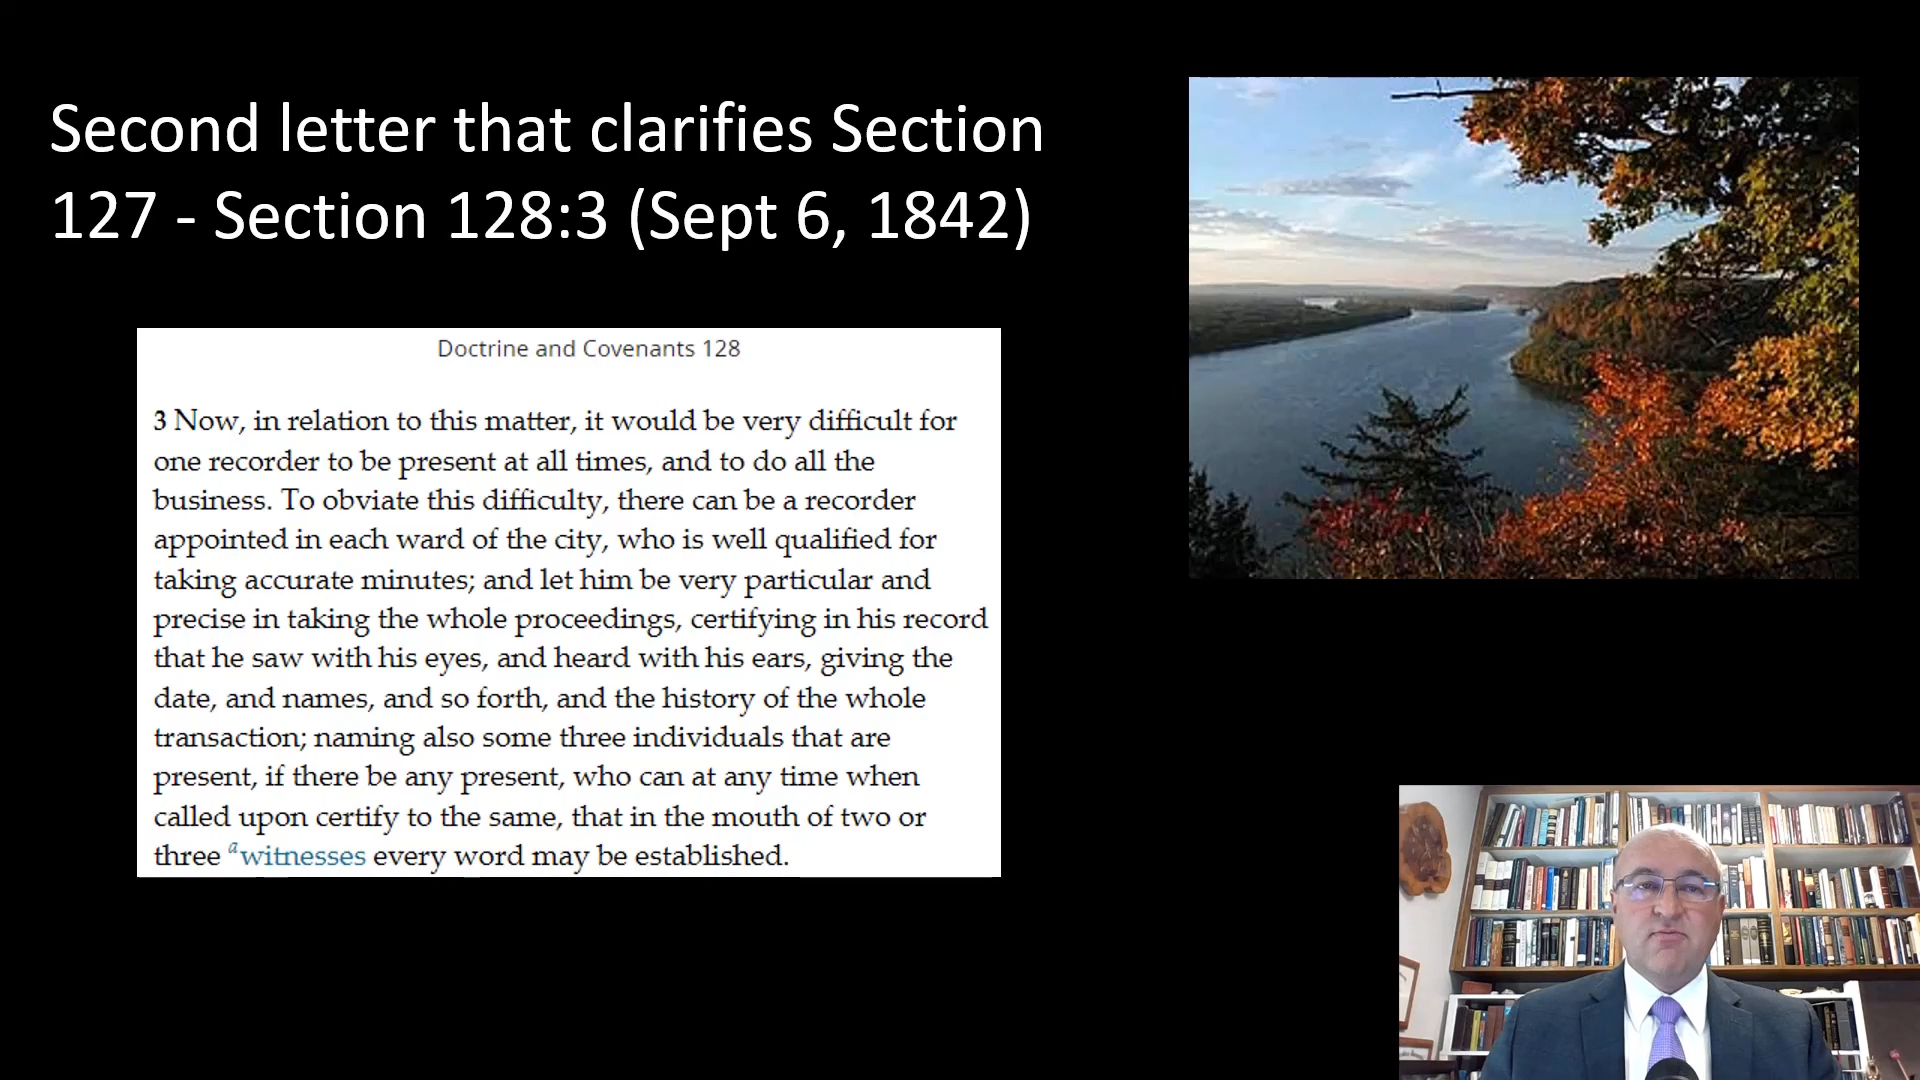 Second letter that clarifies Section
127 - Section 128:3 (Sept 6, 1842)
Doctrine and Covenants 128
3 Now, in relation to this matter, it would be very difficult for
one recorder to be present at all times, and to do all the
business. To obviate this difficulty, there can be a recorder
appointed in each ward of the city, who is well qualified for
taking accurate minutes; and let him be very particular and
precise in taking the whole proceedings, certifying in his record
that he saw with his eyes, and heard with his ears, giving the
date, and names, and so forth, and the history of the whole
transaction; naming also some three individuals that are
present, if there be any present, who can at any time when
called upon certify to the same, that in the mouth of two or
three a witnesses every word may be established.